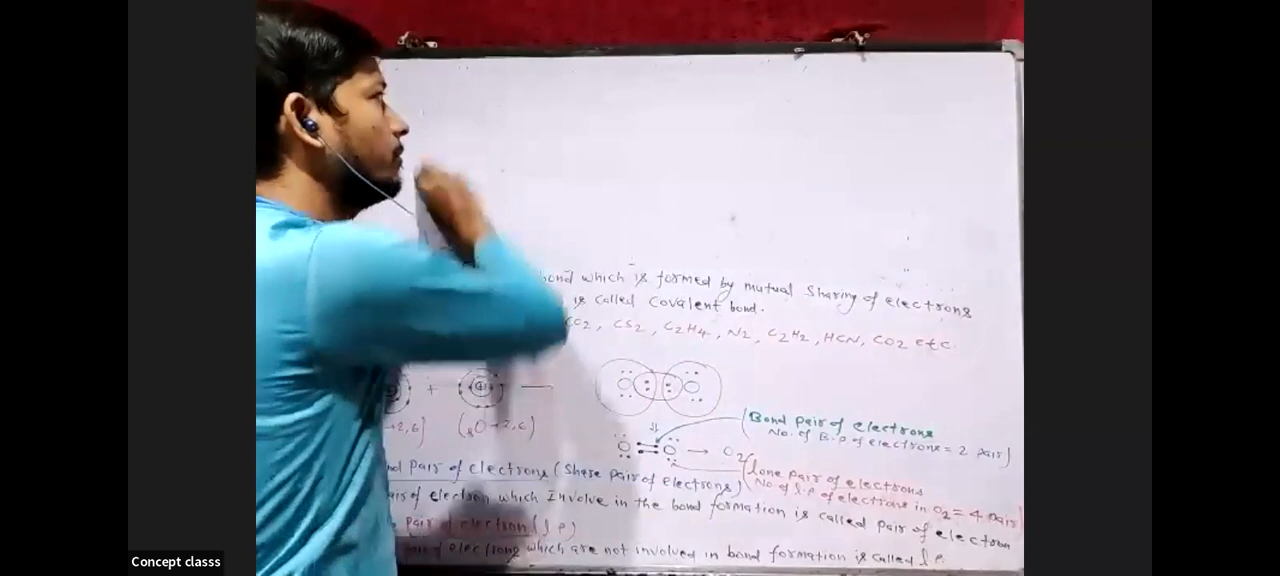 bond which is formed by mutual Sharing of electrons
is called Covalent bond.
CS2, C2H4, N2, C2H2, HCN, CO2 etc.
+
(8O→2,6)
O = O → O2
(Bond pair of electrons
No. of B.p of electrons = 2 pair)
(lone pair of electrons
No of l.p of electrons in O2 = 4 pair)
pair of electrons (Share pair of electrons)
of electron which Involve in the bond formation is called pair of electron
pair of electron (l p)
of electrons which are not involved in bond formation is called l.p.
Concept classs